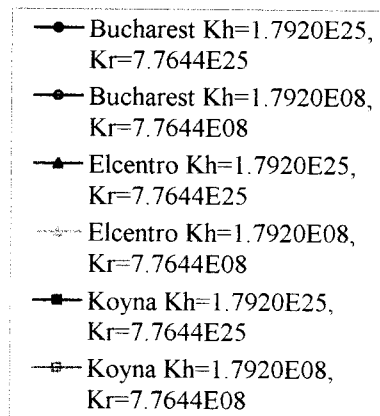 Bucharest Kh=1.7920E25,
Kr=7.7644E25
Bucharest Kh=1.7920E08,
Kr=7.7644E08
Elcentro Kh=1.7920E25,
Kr=7.7644E25
Elcentro Kh=1.7920E08,
Kr=7.7644E08
Koyna Kh=1.7920E25,
Kr=7.7644E25
Koyna Kh=1.7920E08,
Kr=7.7644E08